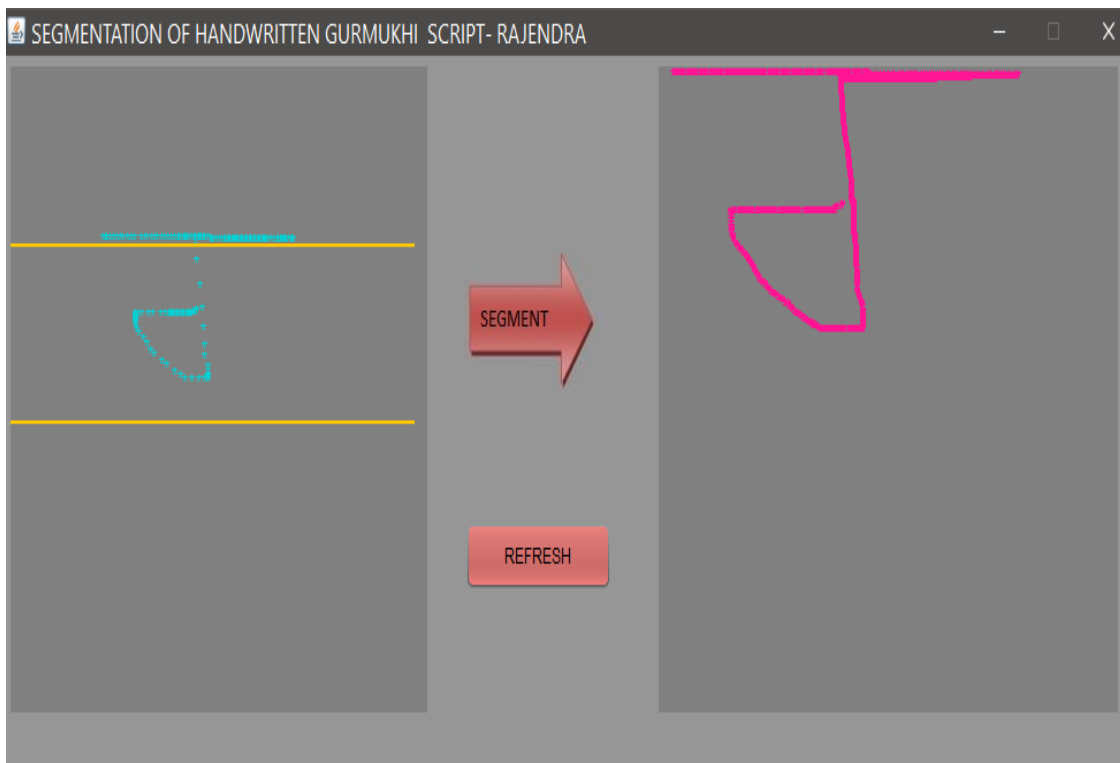 SEGMENTATION OF HANDWRITTEN GURMUKHI SCRIPT- RAJENDRA
ਚ
SEGMENT
ਚ
REFRESH